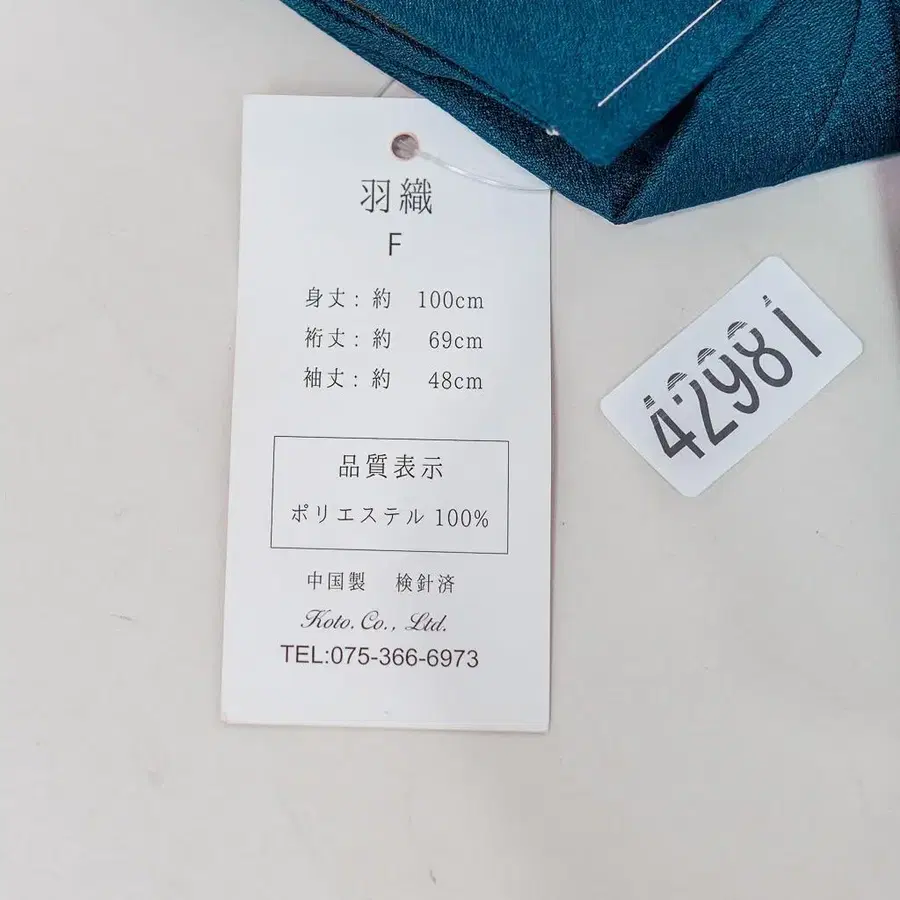 羽織
F
身丈：約 100cm
裄丈：約 69cm
袖丈：約 48cm
品質表示
ポリエステル 100%
中国製 検針済
Koto. Co., Ltd.
TEL:075-366-6973
42981